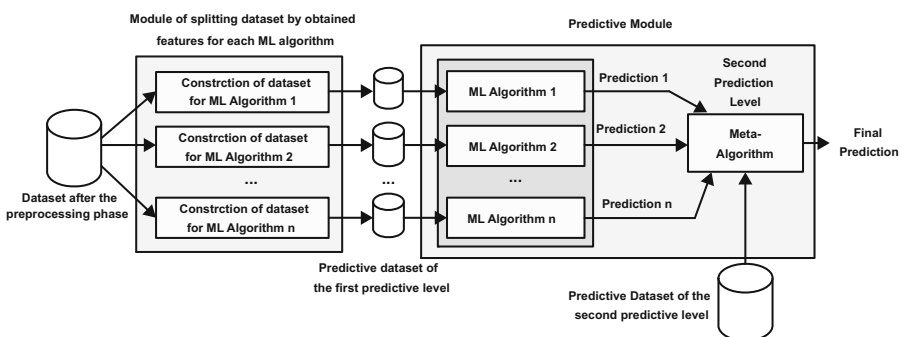 Module of splitting dataset by obtained
features for each ML algorithm
Predictive Module
Constrction of dataset
for ML Algorithm 1
Constrction of dataset
for ML Algorithm 2
...
Constrction of dataset
for ML Algorithm n
Dataset after the
preprocessing phase
...
Predictive dataset of
the first predictive level
ML Algorithm 1
ML Algorithm 2
...
ML Algorithm n
Prediction 1
Prediction 2
Prediction n
Second
Prediction
Level
Meta-
Algorithm
Final
Prediction
Predictive Dataset of the
second predictive level